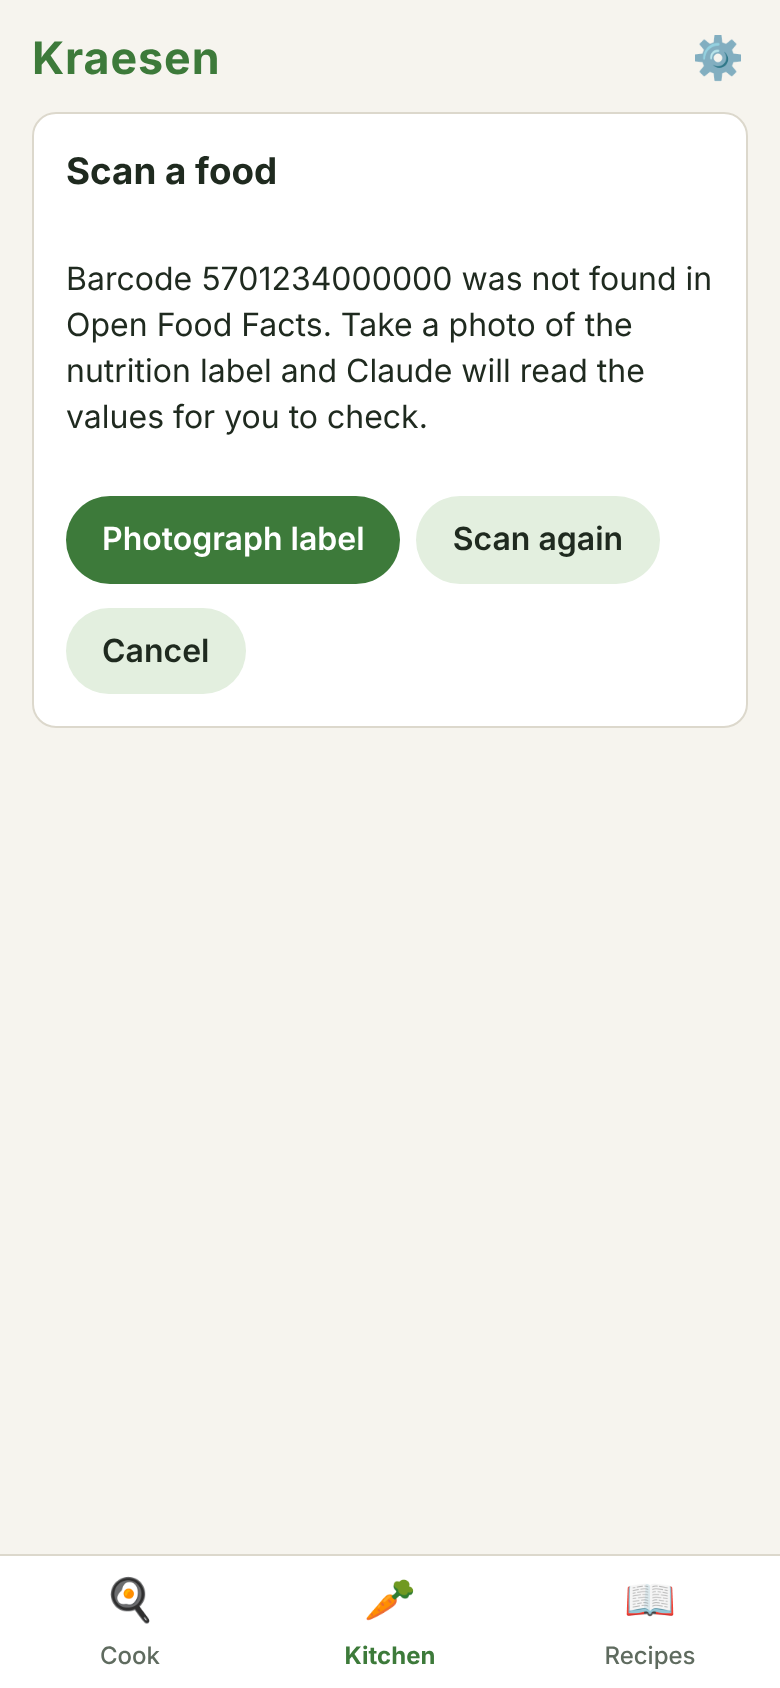 Kraesen
Scan a food
Barcode 5701234000000 was not found in
Open Food Facts. Take a photo of the
nutrition label and Claude will read the
values for you to check.
Photograph label
Scan again
Cancel
Cook
Kitchen
Recipes